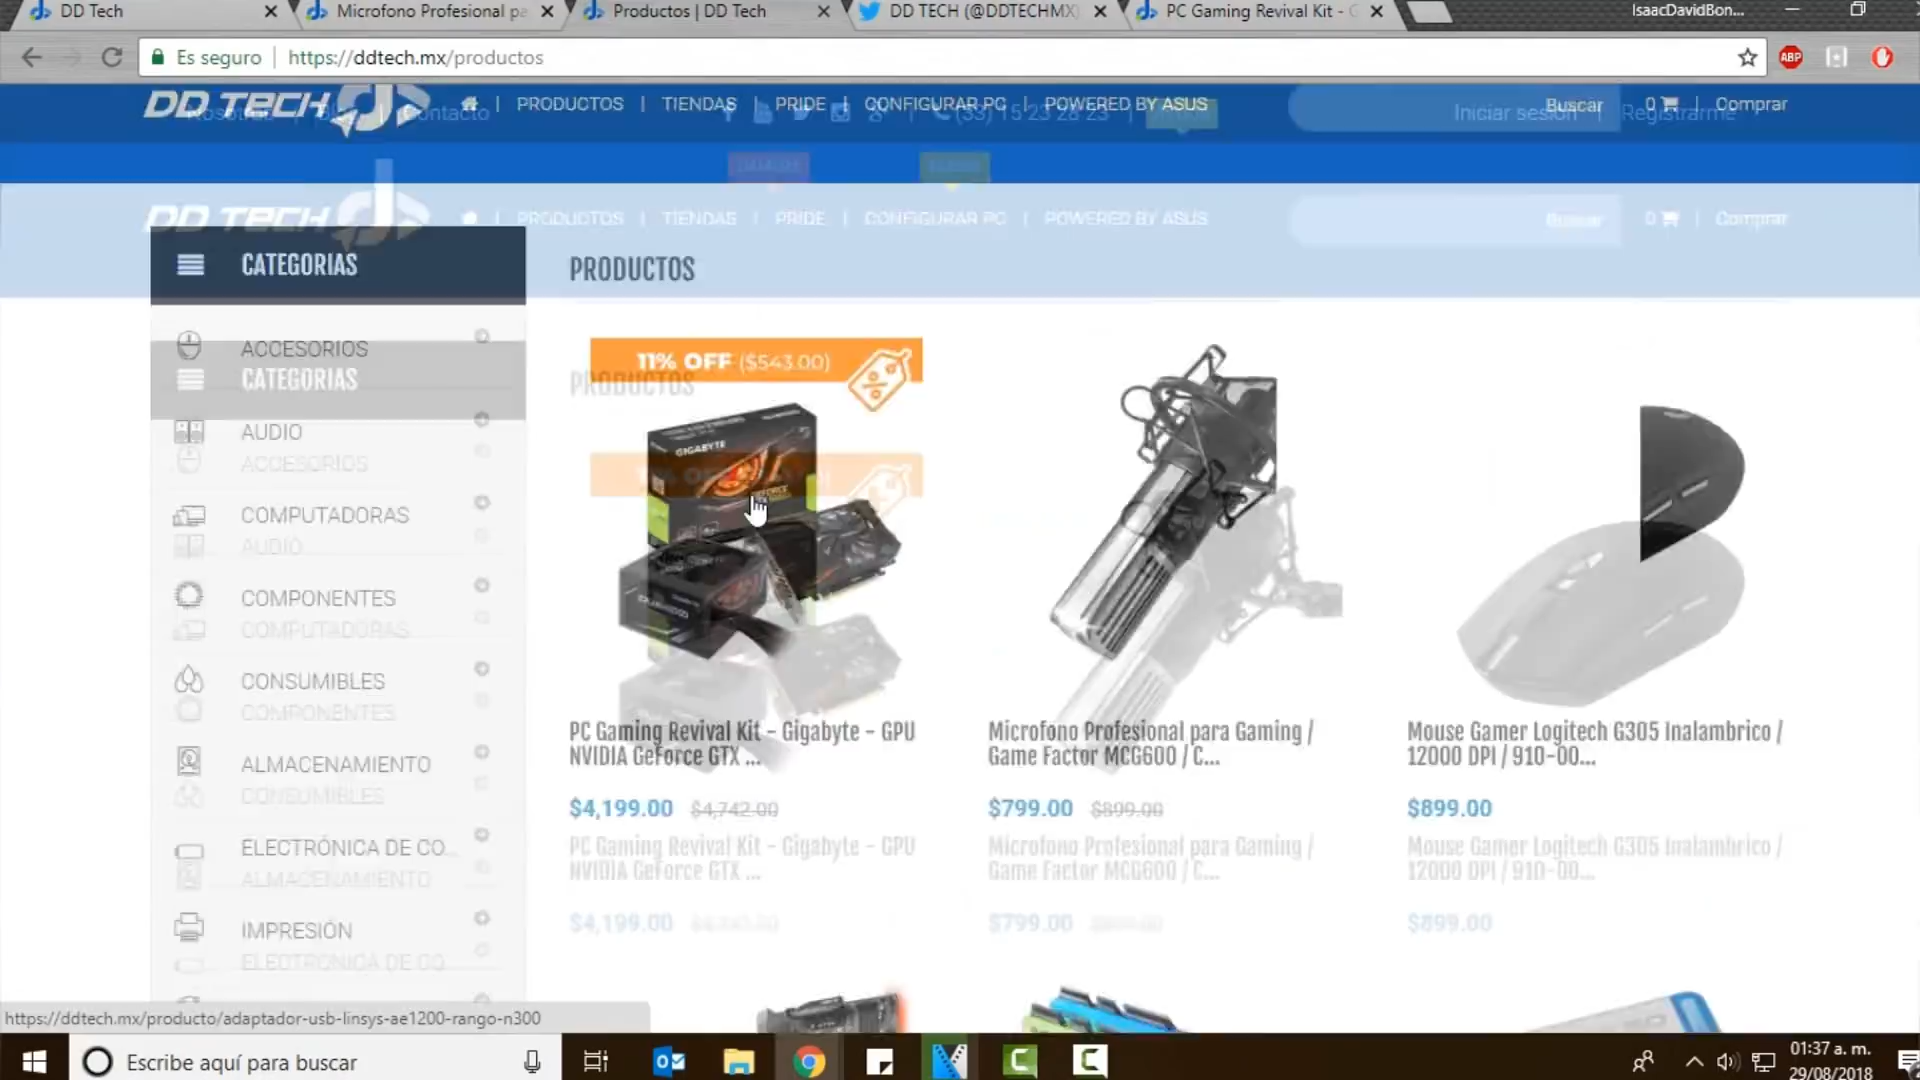 DD Tech
Microfono Profesional pa
Productos | DD Tech
DD TECH (@DDTECHMX)
PC Gaming Revival Kit - G
IsaacDavidBon...
Es seguro
https://ddtech.mx/productos
ABP
DD TECH
PRODUCTOS | TIENDAS | PRIDE | CONFIGURAR PC | POWERED BY ASUS
Buscar
0
Comprar
Contacto
(33) 15 23 28 23
Iniciar sesión
Registrarme
DD TECH
PRODUCTOS | TIENDAS | PRIDE | CONFIGURAR PC | POWERED BY ASUS
Buscar
0
Comprar
CATEGORIAS
PRODUCTOS
ACCESORIOS
CATEGORIAS
AUDIO
ACCESORIOS
COMPUTADORAS
AUDIO
COMPONENTES
COMPUTADORAS
CONSUMIBLES
COMPONENTES
ALMACENAMIENTO
CONSUMIBLES
ELECTRÓNICA DE CO...
ALMACENAMIENTO
IMPRESIÓN
ELECTRONICA DE CO
11% OFF ($543.00)
PRODUCTOS
GIGABYTE
PC Gaming Revival Kit - Gigabyte - GPU
NVIDIA GeForce GTX ...
$4,199.00 $4,742.00
PC Gaming Revival Kit - Gigabyte - GPU
NVIDIA GeForce GTX ...
$4,199.00
Microfono Profesional para Gaming /
Game Factor MCG600 / C...
$799.00 $899.00
Microfono Profesional para Gaming /
Game Factor MCG600 / C...
$799.00
Mouse Gamer Logitech G305 Inalambrico /
12000 DPI / 910-00...
$899.00
Mouse Gamer Logitech G305 Inalambrico /
12000 DPI / 910-00...
$899.00
https://ddtech.mx/producto/adaptador-usb-linsys-ae1200-rango-n300
Escribe aquí para buscar
01:37 a. m.
29/08/2018